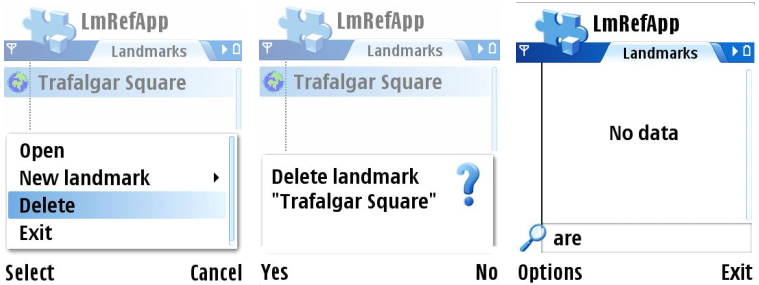 LmRefApp
Landmarks
Trafalgar Square
Open
New landmark
Delete
Exit
Select Cancel
LmRefApp
Landmarks
Trafalgar Square
Delete landmark
"Trafalgar Square"
Yes No
LmRefApp
Landmarks
No data
are
Options Exit